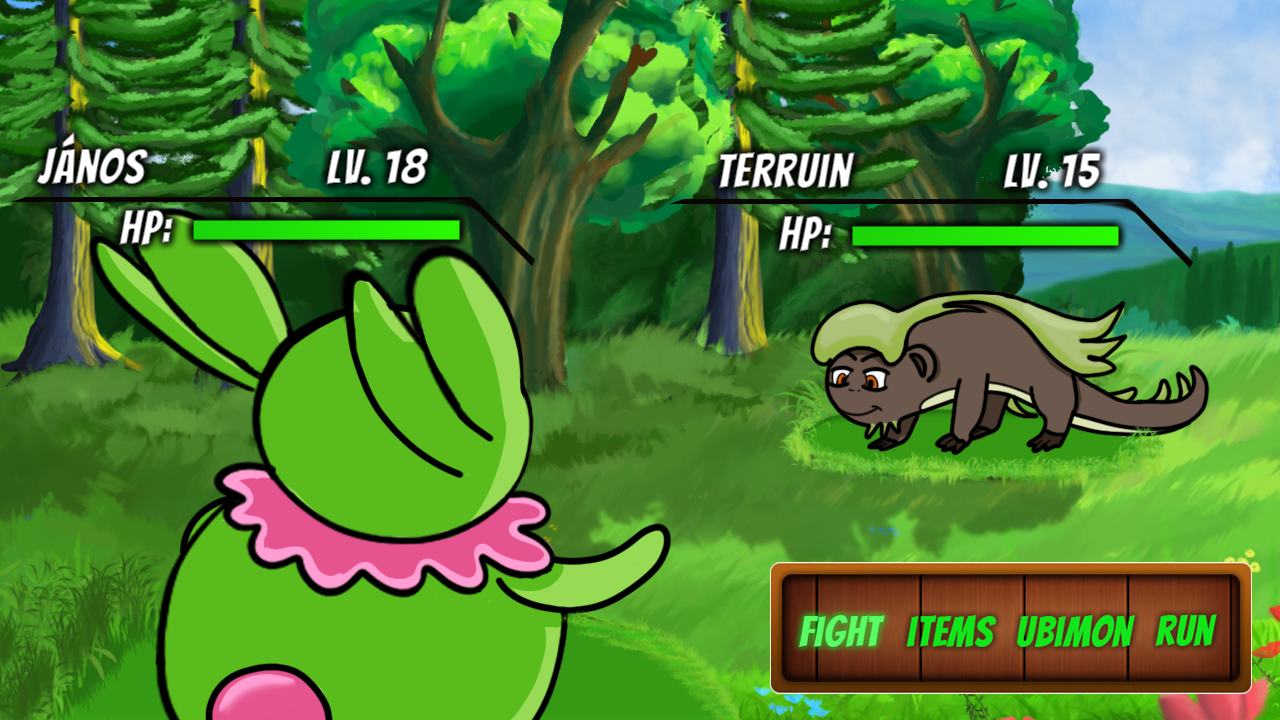 JÁNOS LV. 18
HP:
TERRUIN LV. 15
HP:
FIGHT ITEMS UBIMON RUN